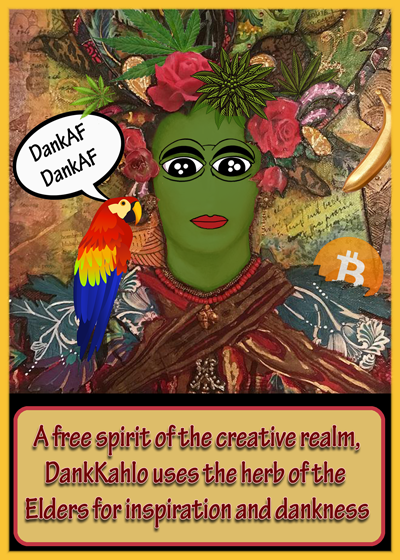 DankAF
DankAF
A free spirit of the creative realm,
DankKahlo uses the herb of the
Elders for inspiration and dankness